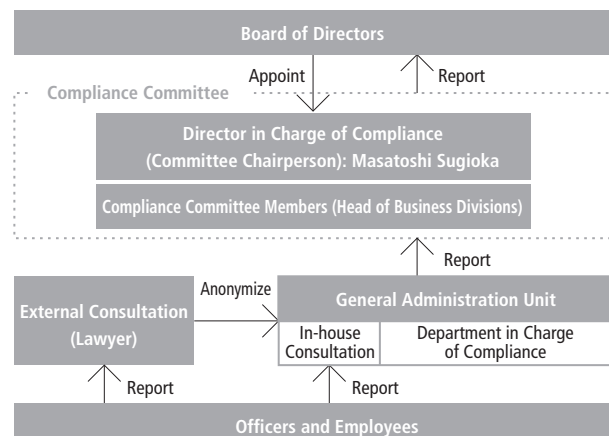 Board of Directors
Appoint
Report
Compliance Committee
Director in Charge of Compliance
(Committee Chairperson): Masatoshi Sugioka
Compliance Committee Members (Head of Business Divisions)
Report
Anonymize
External Consultation
(Lawyer)
General Administration Unit
In-house
Consultation
Department in Charge
of Compliance
Report
Report
Officers and Employees